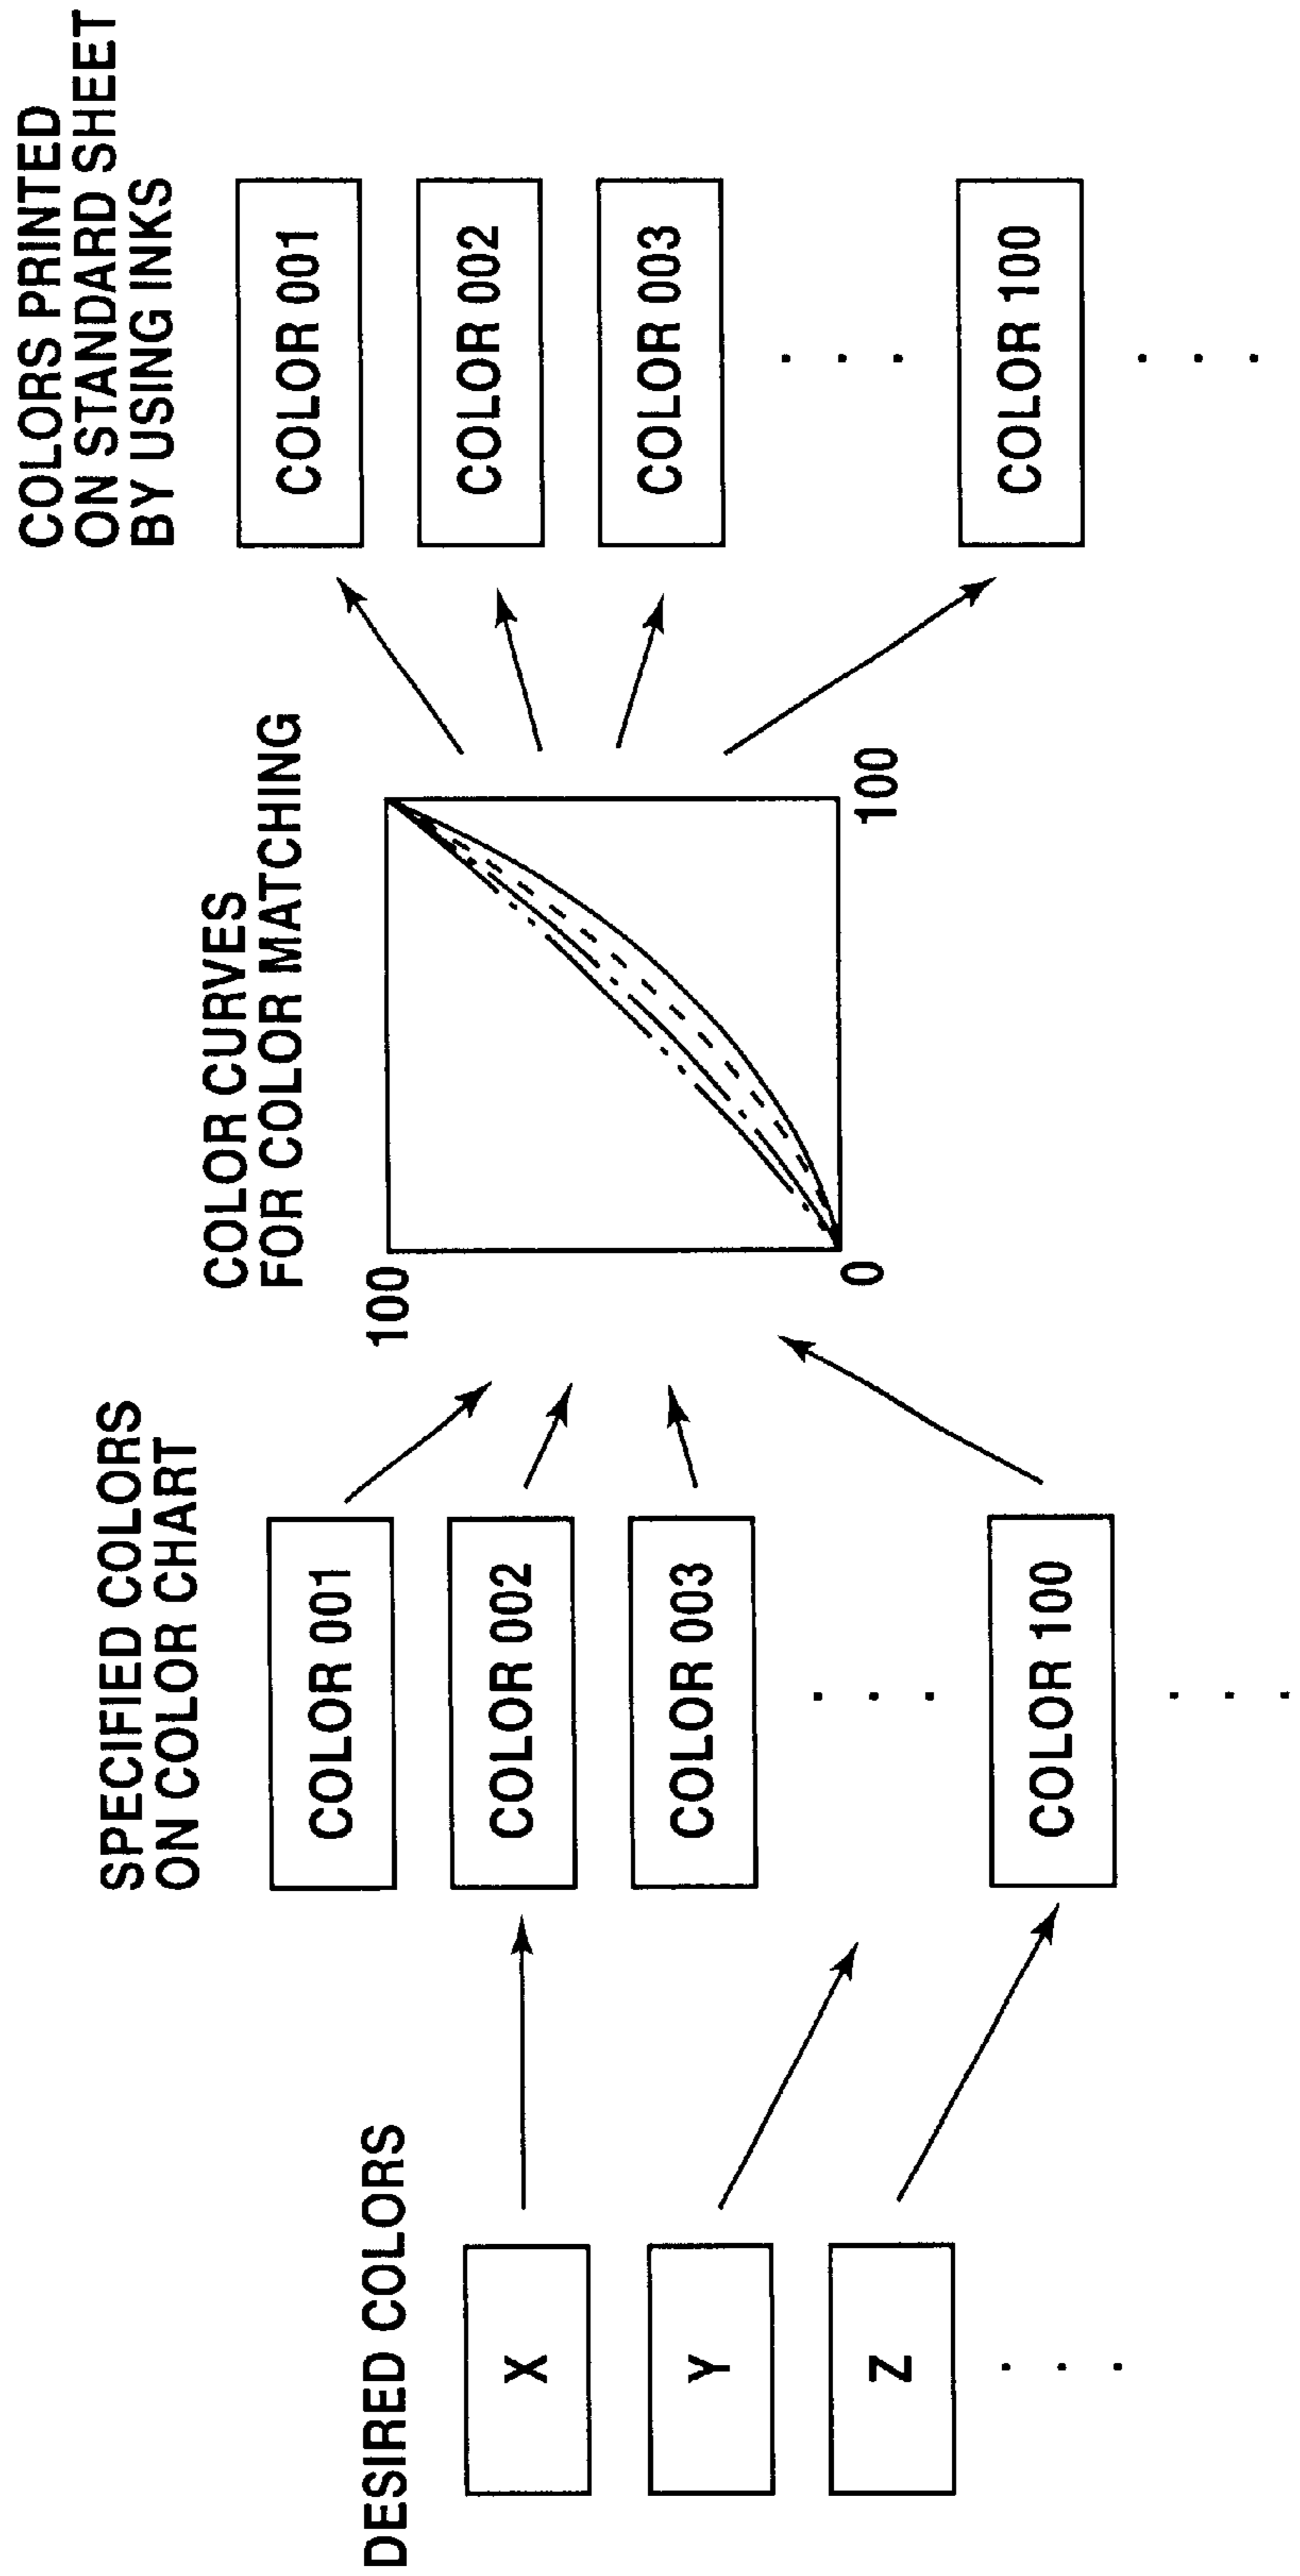 DESIRED COLORS
X
Y
Z
SPECIFIED COLORS
ON COLOR CHART
COLOR 001
COLOR 002
COLOR 003
COLOR 100
COLOR CURVES
FOR COLOR MATCHING
100
0
100
COLORS PRINTED
ON STANDARD SHEET
BY USING INKS
COLOR 001
COLOR 002
COLOR 003
COLOR 100